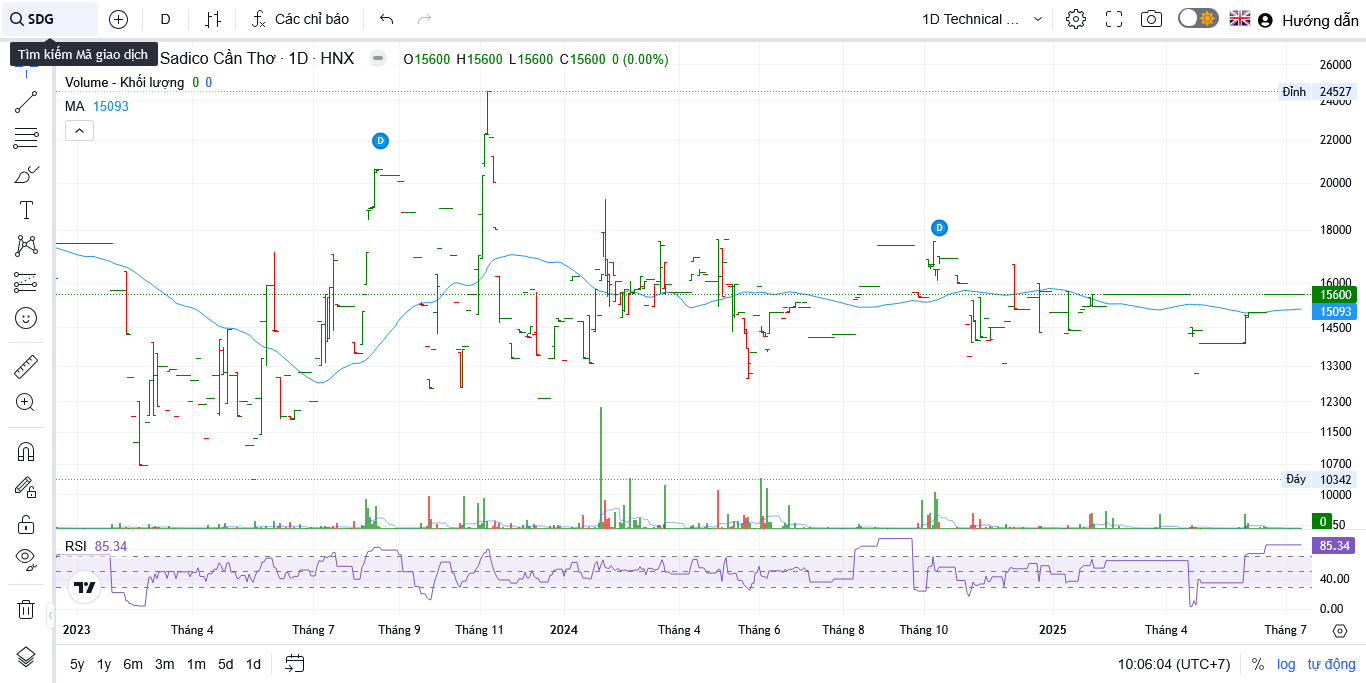 SDG
D
Các chỉ báo
1D Technical ...
Hướng dẫn
Tìm kiếm Mã giao dịch
Sadico Cần Thơ · 1D · HNX
O15600 H15600 L15600 C15600 0 (0.00%)
Volume - Khối lượng 0 0
MA 15093
D
D
26000
Đỉnh 24527
24000
22000
20000
18000
16000
15600
15093
14500
13300
12300
11500
10700
Đáy 10342
10000
0
50
RSI 85.34
85.34
40.00
0.00
2023 Tháng 4 Tháng 7 Tháng 9 Tháng 11 2024 Tháng 4 Tháng 6 Tháng 8 Tháng 10 2025 Tháng 4 Tháng 7
5y 1y 6m 3m 1m 5d 1d
10:06:04 (UTC+7) % log tự động